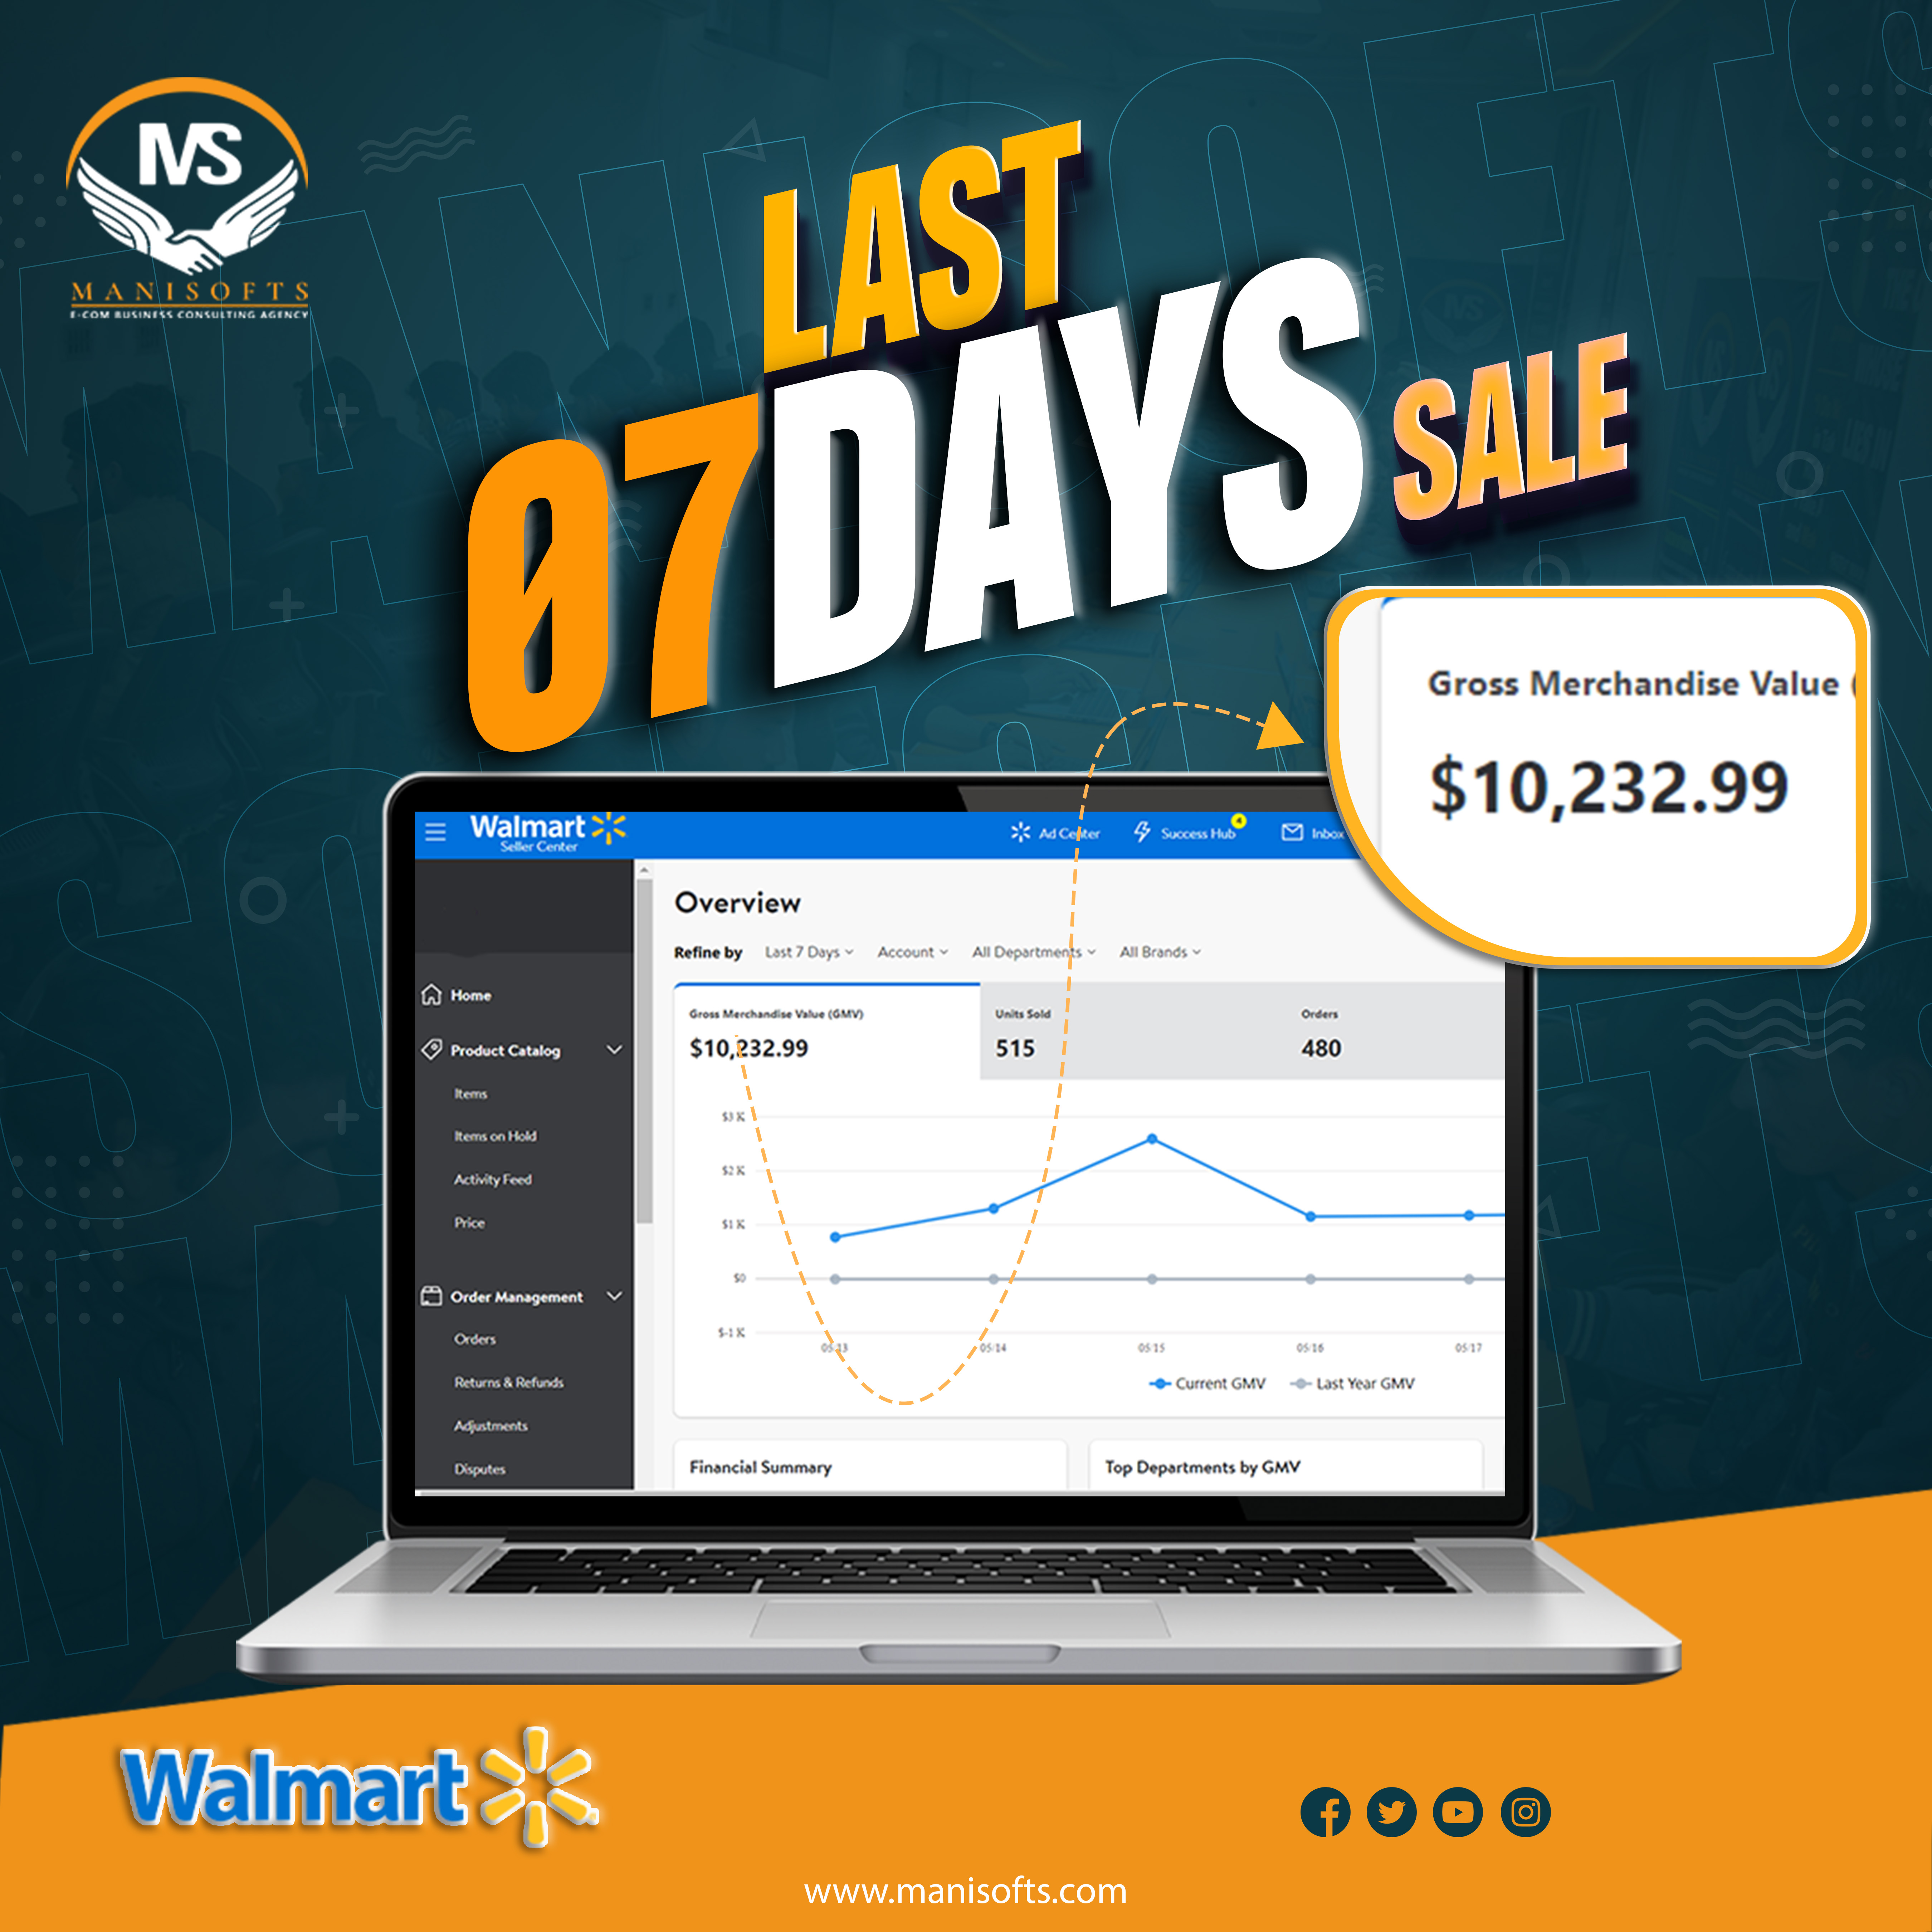 MS
MANISOFTS
E-COM BUSINESS CONSULTING AGENCY
LAST
07 DAYS SALE
Gross Merchandise Value (
$10,232.99
Walmart
Seller Center
Ad Center
Success Hub
4
Inbox
Overview
Refine by Last 7 Days Account All Departments All Brands
Home
Product Catalog
Items
Items on Hold
Activity Feed
Price
Order Management
Orders
Returns & Refunds
Adjustments
Disputes
Gross Merchandise Value (GMV)
$10,232.99
Units Sold
515
Orders
480
$3 K
$2 K
$1 K
$0
$-1 K
05/13 05/14 05/15 05/16 05/17
Current GMV Last Year GMV
Financial Summary
Top Departments by GMV
Walmart
www.manisofts.com